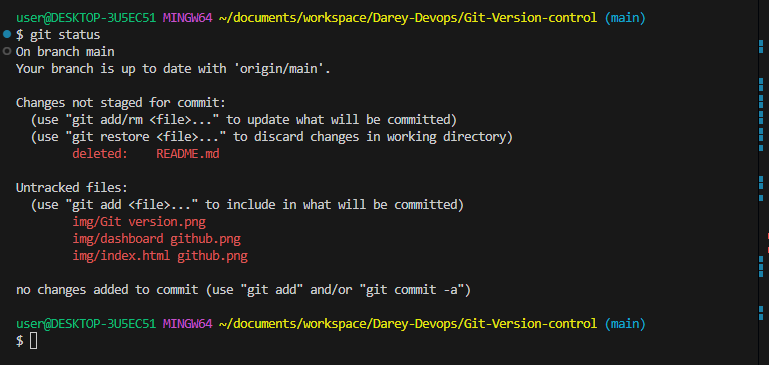 user@DESKTOP-3U5EC51 MINGW64 ~/documents/workspace/Darey-Devops/Git-Version-control (main)
$ git status
On branch main
Your branch is up to date with 'origin/main'.
Changes not staged for commit:
  (use "git add/rm <file>..." to update what will be committed)
  (use "git restore <file>..." to discard changes in working directory)
        deleted:    README.md
Untracked files:
  (use "git add <file>..." to include in what will be committed)
        img/Git version.png
        img/dashboard github.png
        img/index.html github.png
no changes added to commit (use "git add" and/or "git commit -a")
user@DESKTOP-3U5EC51 MINGW64 ~/documents/workspace/Darey-Devops/Git-Version-control (main)
$